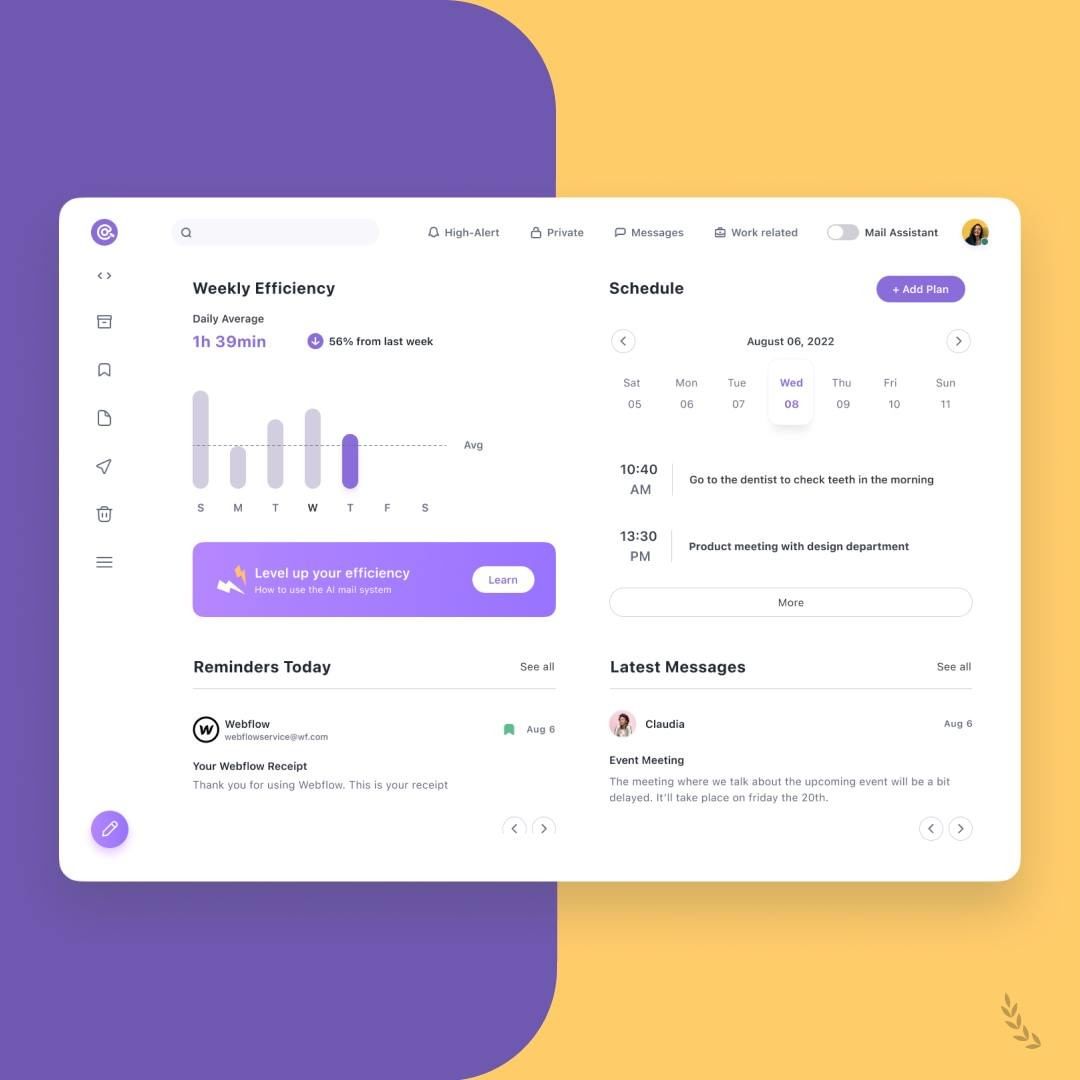 High-Alert
Private
Messages
Work related
Mail Assistant
Weekly Efficiency
Daily Average
1h 39min
56% from last week
Avg
S M T W T F S
Level up your efficiency
How to use the AI mail system
Learn
Schedule
+ Add Plan
August 06, 2022
Sat Mon Tue Wed Thu Fri Sun
05 06 07 08 09 10 11
10:40
AM
Go to the dentist to check teeth in the morning
13:30
PM
Product meeting with design department
More
Reminders Today
See all
W
Webflow
webflowservice@wf.com
Aug 6
Your Webflow Receipt
Thank you for using Webflow. This is your receipt
Latest Messages
See all
Claudia
Aug 6
Event Meeting
The meeting where we talk about the upcoming event will be a bit
delayed. It'll take place on friday the 20th.